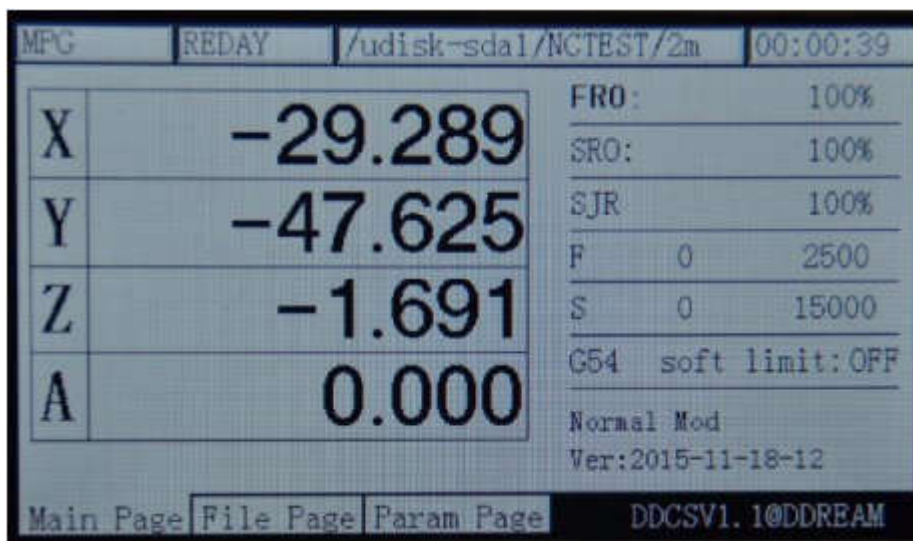 MPG REDAY /udisk-sda1/NCTEST/2m 00:00:39
X -29.289
Y -47.625
Z -1.691
A 0.000
FRO: 100%
SRO: 100%
SJR 100%
F 0 2500
S 0 15000
G54 soft limit:OFF
Normal Mod
Ver:2015-11-18-12
Main Page File Page Param Page DDCSV1.1@DDREAM